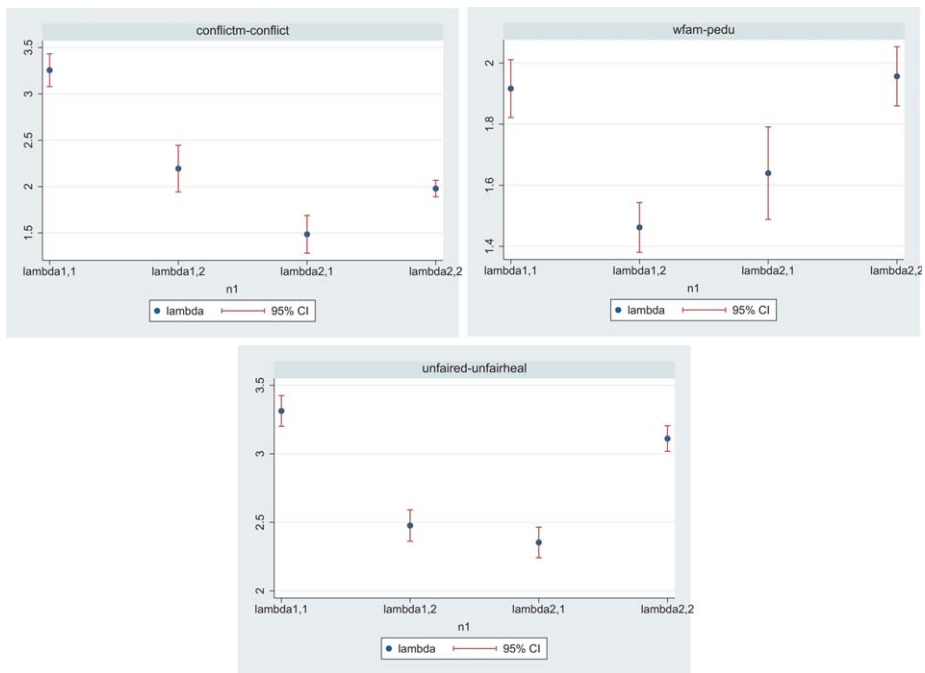 conflictm-conflict
3.5
3
2.5
2
1.5
lambda1,1 lambda1,2 lambda2,1 lambda2,2
n1
lambda 95% CI
wfam-pedu
2
1.8
1.6
1.4
lambda1,1 lambda1,2 lambda2,1 lambda2,2
n1
lambda 95% CI
unfaired-unfairheal
3.5
3
2.5
2
lambda1,1 lambda1,2 lambda2,1 lambda2,2
n1
lambda 95% CI